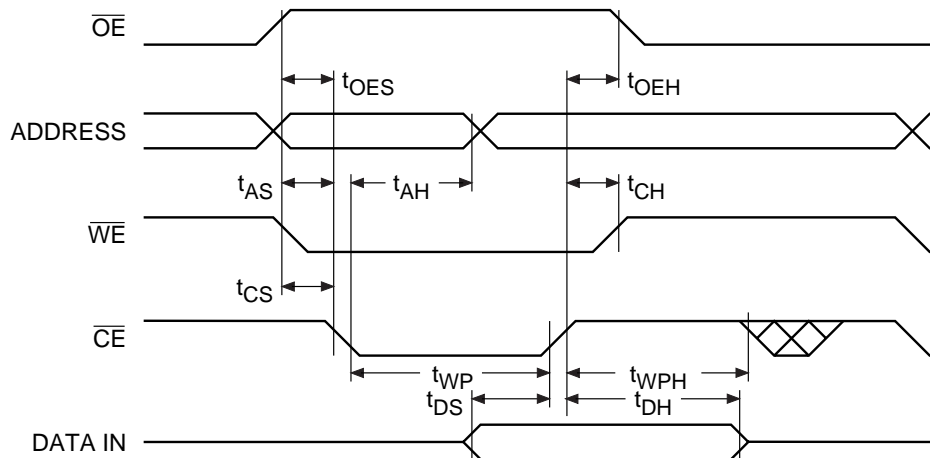 OE
tOES
tOEH
ADDRESS
tAS
tAH
tCH
WE
tCS
CE
tWP
tWPH
tDS
tDH
DATA IN